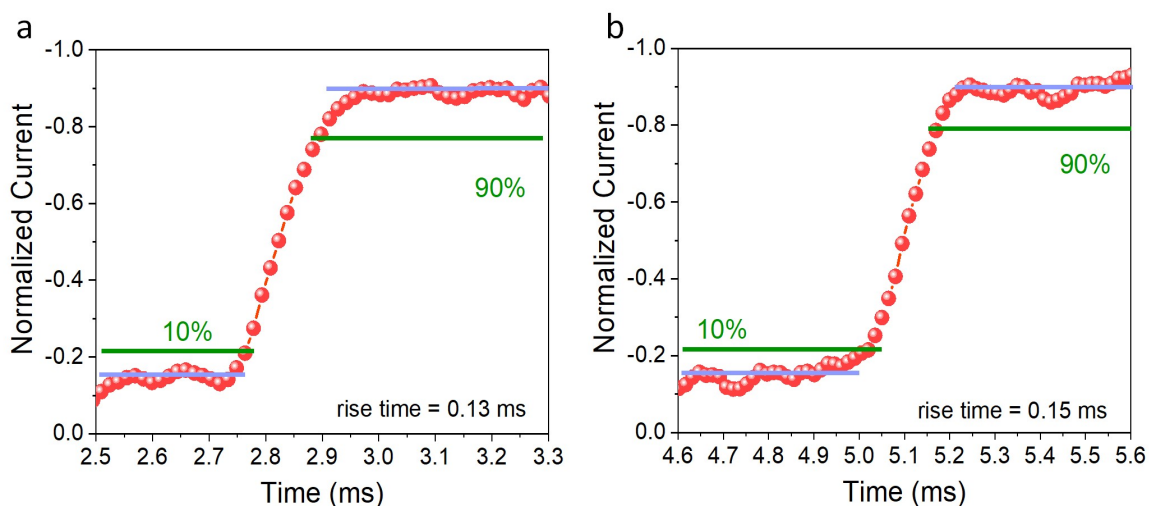 a
-1.0
-0.8
-0.6
-0.4
-0.2
0.0
Normalized Current
90%
10%
rise time = 0.13 ms
2.5 2.6 2.7 2.8 2.9 3.0 3.1 3.2 3.3
Time (ms)
b
-1.0
-0.8
-0.6
-0.4
-0.2
0.0
Normalized Current
90%
10%
rise time = 0.15 ms
4.6 4.7 4.8 4.9 5.0 5.1 5.2 5.3 5.4 5.5 5.6
Time (ms)